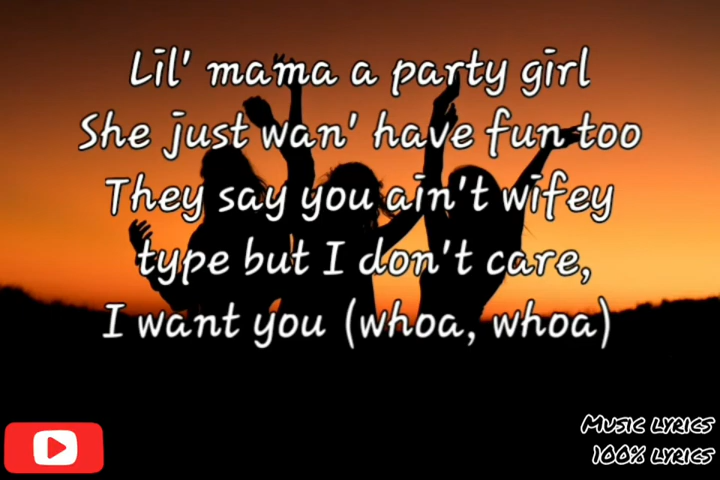 Lil' mama a party girl
She just wan' have fun too
They say you ain't wifey
type but I don't care,
I want you (whoa, whoa)
Music lyrics
100% lyrics